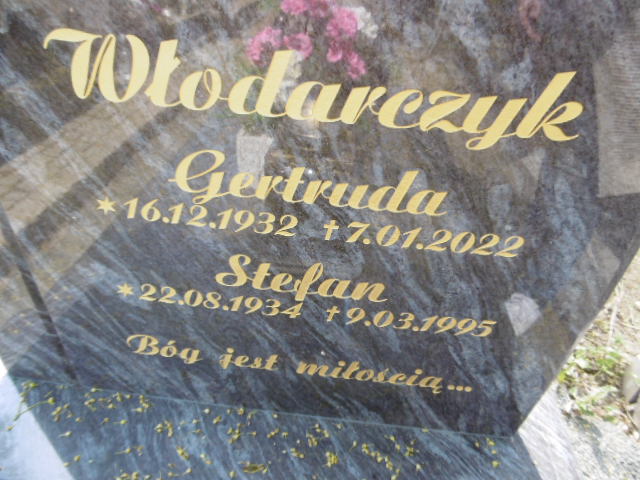 Włodarczyk
Gertruda
*16.12.1932 †7.01.2022
Stefan
*22.08.1934 †9.03.1995
Bóg jest miłością...